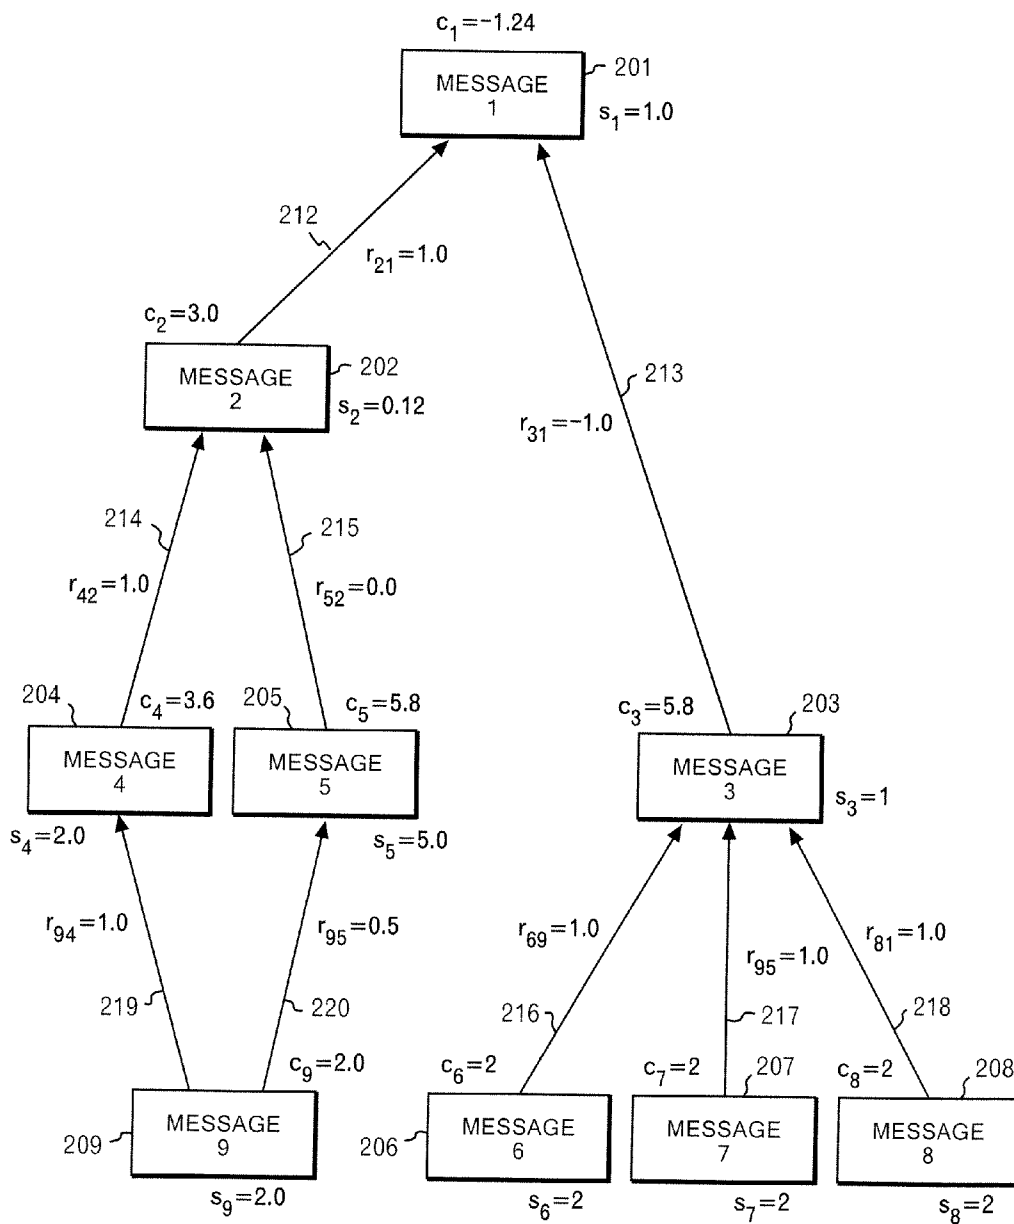 c₁=-1.24
201
MESSAGE
1
s₁=1.0
212
r₂₁=1.0
c₂=3.0
202
MESSAGE
2
s₂=0.12
213
r₃₁=-1.0
214
215
r₄₂=1.0
r₅₂=0.0
204
c₄=3.6
205
c₅=5.8
c₃=5.8
203
MESSAGE
4
MESSAGE
5
MESSAGE
3
s₃=1
s₄=2.0
s₅=5.0
r₉₄=1.0
r₉₅=0.5
r₆₉=1.0
r₉₅=1.0
r₈₁=1.0
219
220
216
217
218
c₉=2.0
c₆=2
c₇=2
207
c₈=2
208
209
MESSAGE
9
206
MESSAGE
6
MESSAGE
7
MESSAGE
8
s₉=2.0
s₆=2
s₇=2
s₈=2